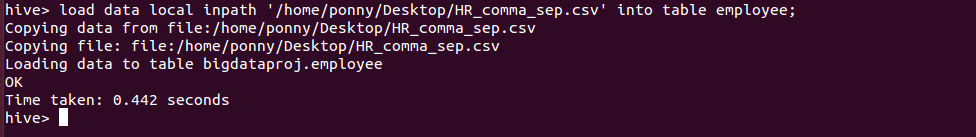 hive> load data local inpath '/home/ponny/Desktop/HR_comma_sep.csv' into table employee;
Copying data from file:/home/ponny/Desktop/HR_comma_sep.csv
Copying file: file:/home/ponny/Desktop/HR_comma_sep.csv
Loading data to table bigdataproj.employee
OK
Time taken: 0.442 seconds
hive>